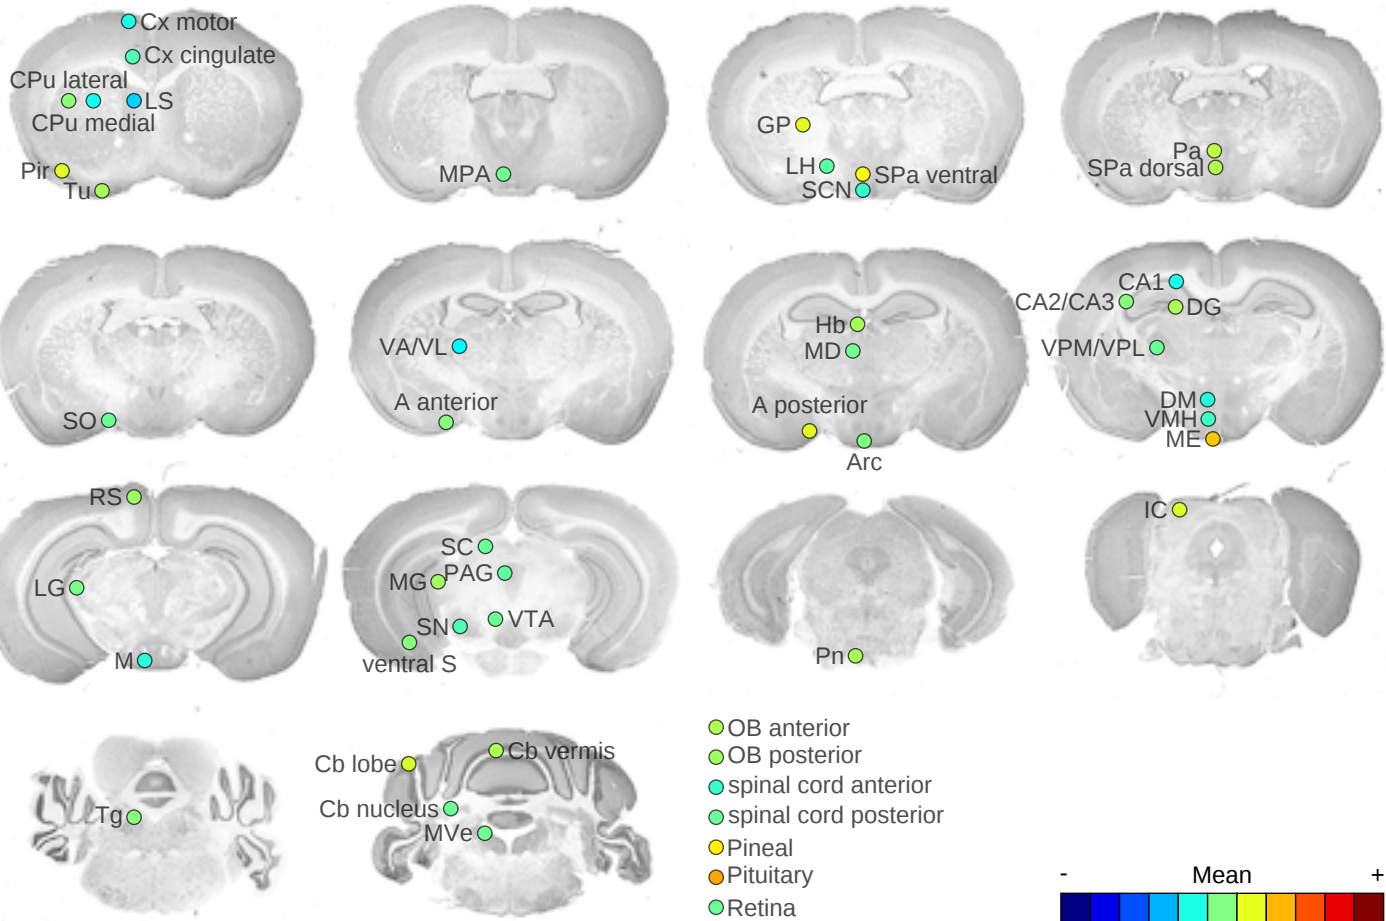 Cx motor
Cx cingulate
CPu lateral
LS
CPu medial
Pir
Tu
MPA
GP
LH
SPa ventral
SCN
Pa
SPa dorsal
SO
VA/VL
A anterior
Hb
MD
A posterior
Arc
CA1
CA2/CA3
DG
VPM/VPL
DM
VMH
ME
RS
LG
M
SC
PAG
MG
VTA
SN
ventral S
Pn
IC
Tg
Cb lobe
Cb vermis
Cb nucleus
MVe
OB anterior
OB posterior
spinal cord anterior
spinal cord posterior
Pineal
Pituitary
Retina
- Mean +